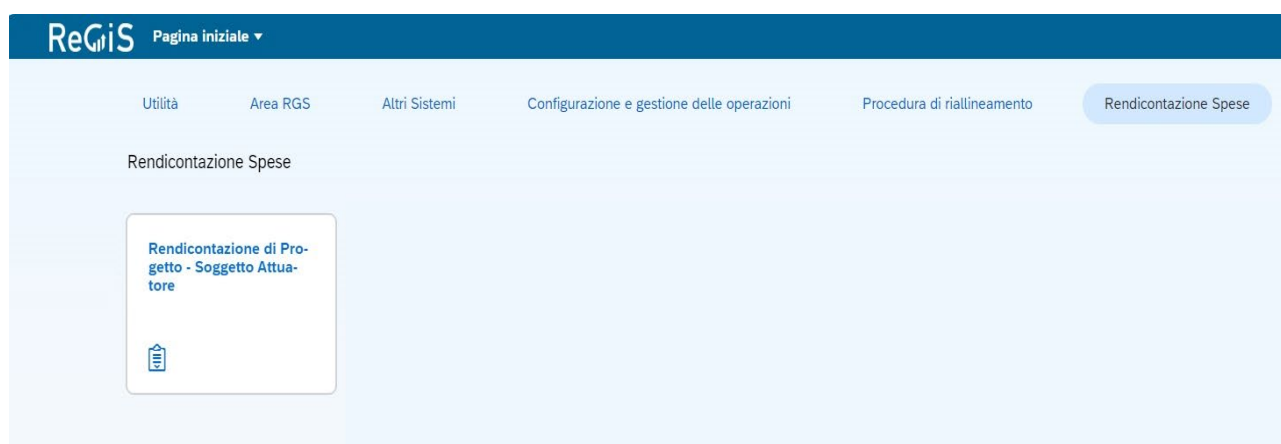 ReGiS Pagina iniziale
Utilità Area RGS Altri Sistemi Configurazione e gestione delle operazioni Procedura di riallineamento Rendicontazione Spese
Rendicontazione Spese
Rendicontazione di Pro-
getto - Soggetto Attua-
tore